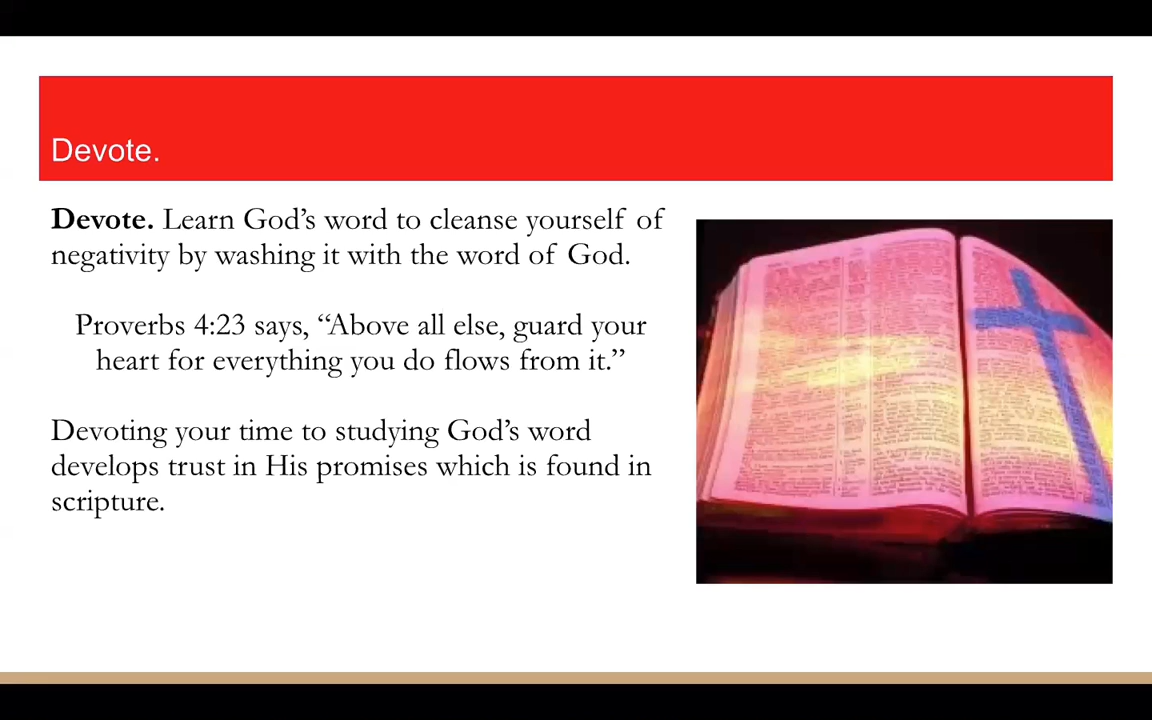 Devote.
Devote. Learn God’s word to cleanse yourself of
negativity by washing it with the word of God.
Proverbs 4:23 says, “Above all else, guard your
heart for everything you do flows from it.”
Devoting your time to studying God’s word
develops trust in His promises which is found in
scripture.